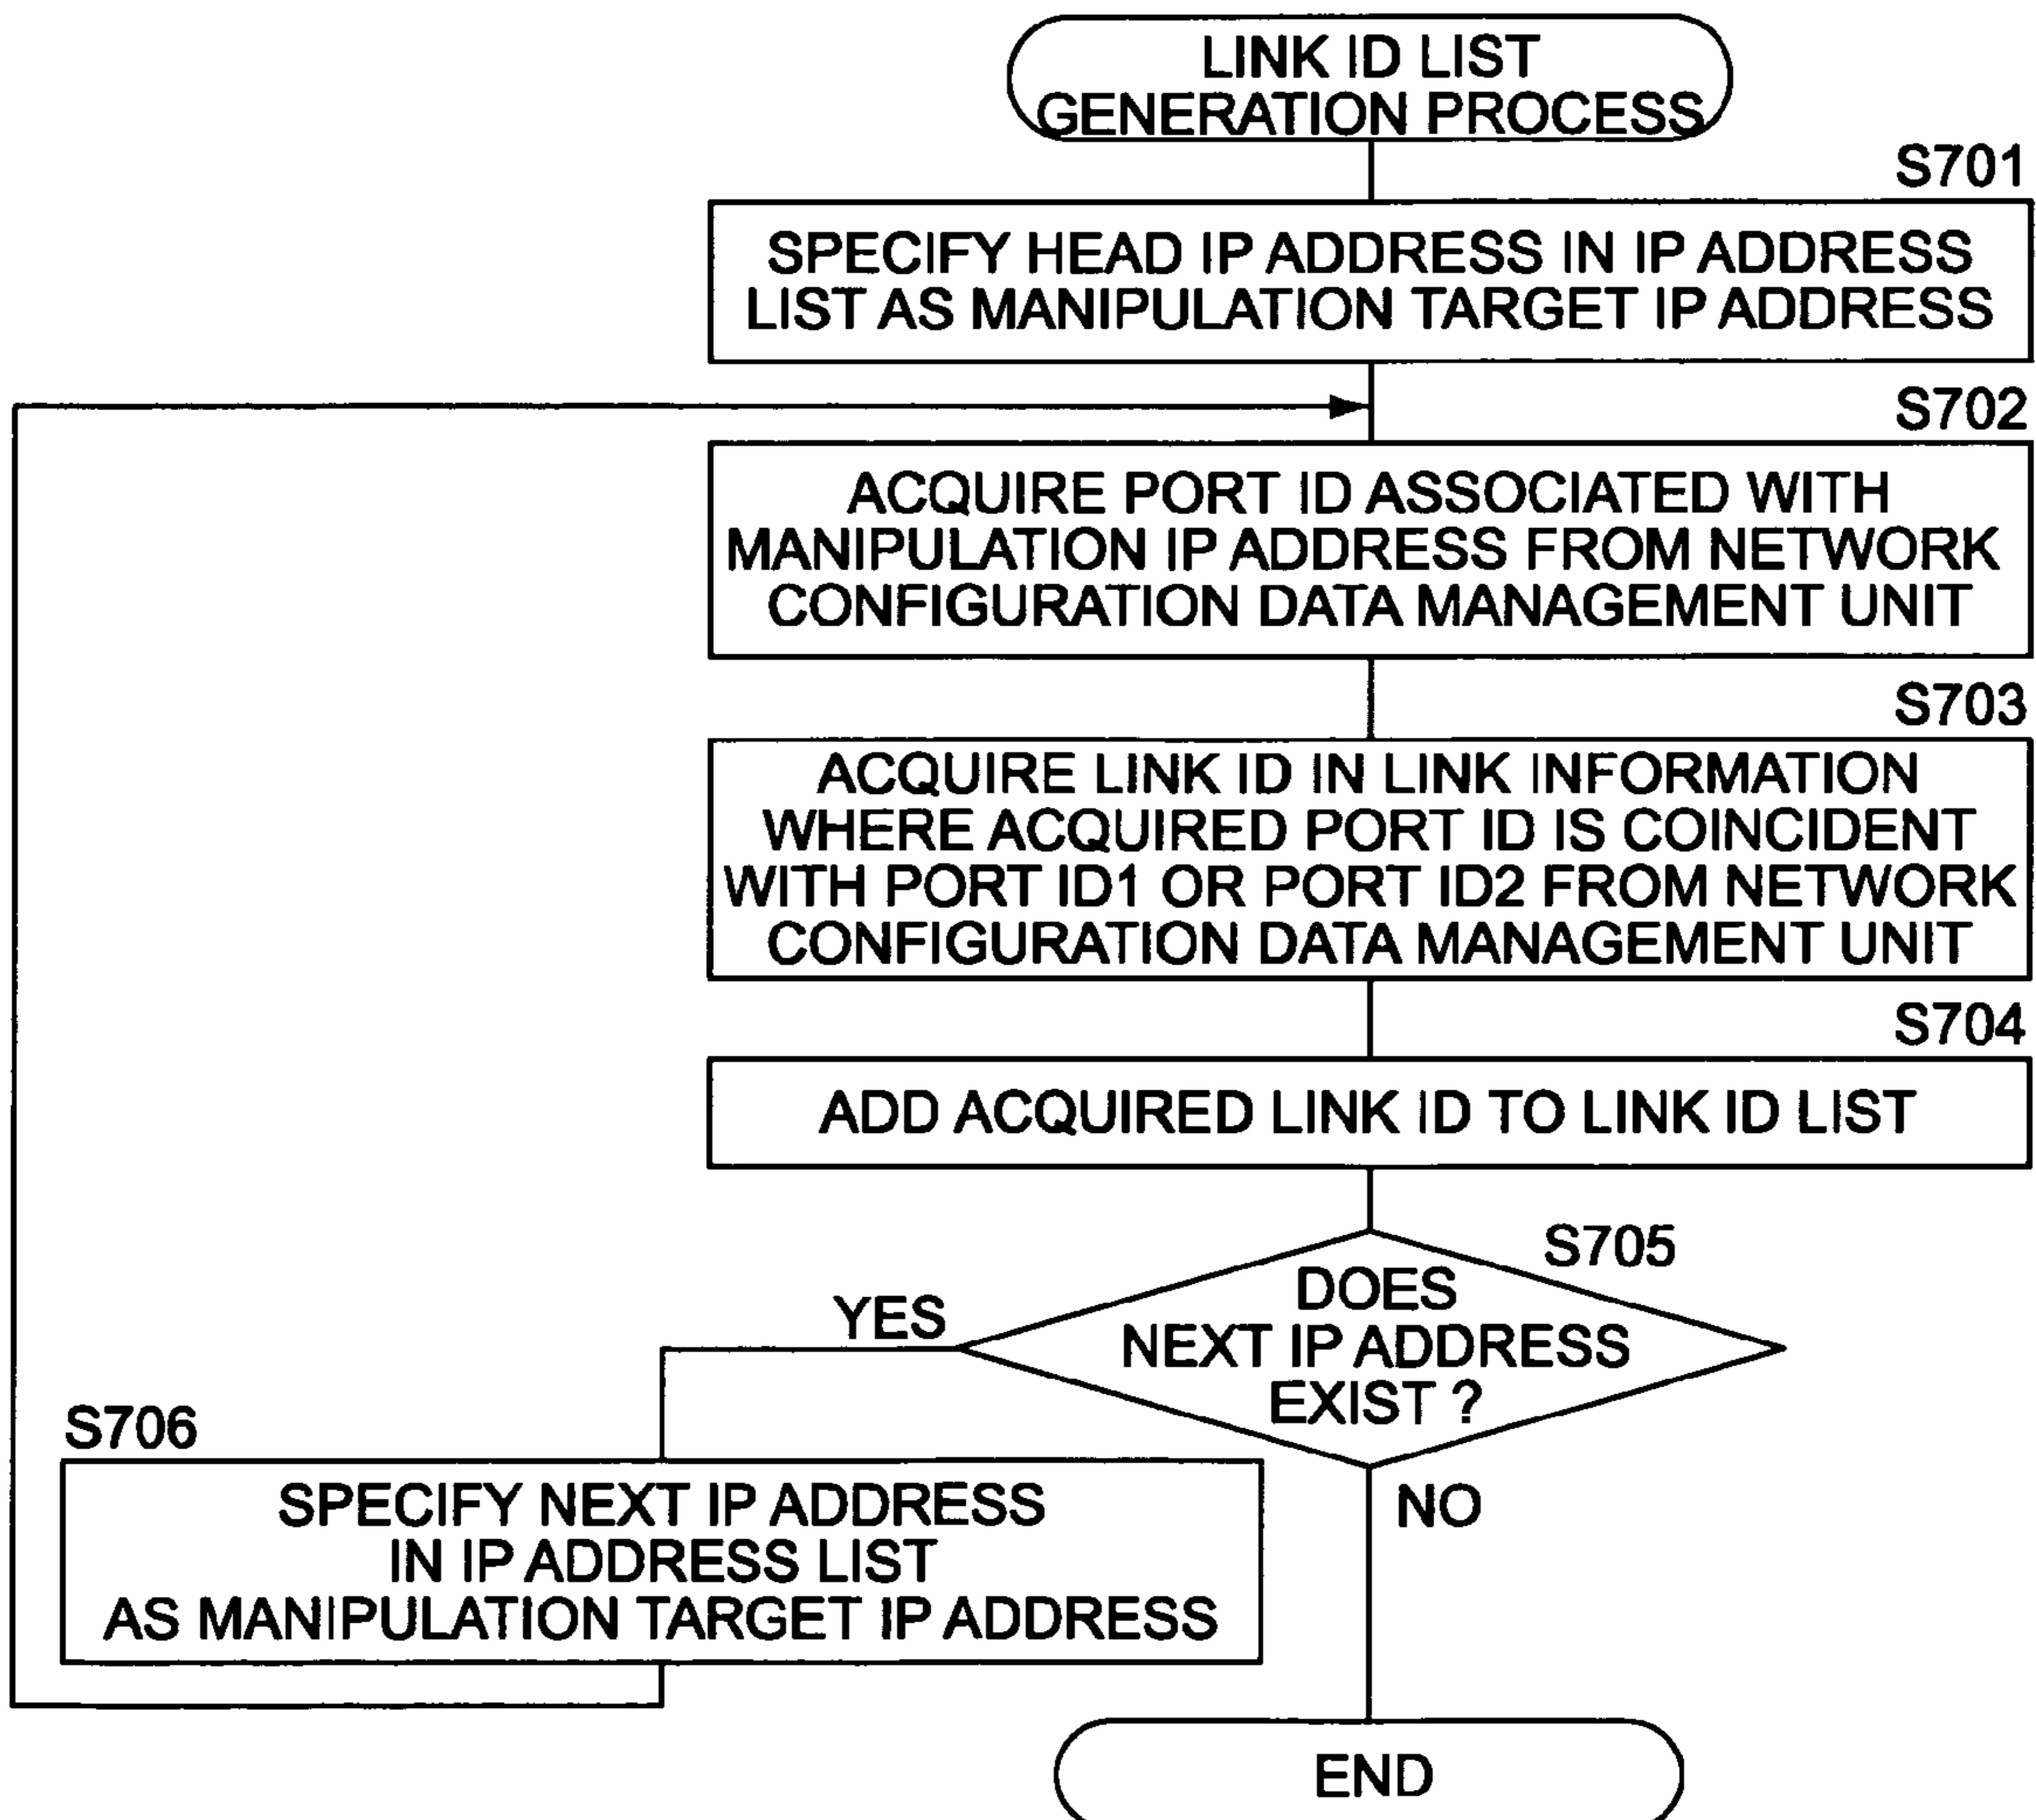 LINK ID LIST
GENERATION PROCESS
S701
SPECIFY HEAD IP ADDRESS IN IP ADDRESS
LIST AS MANIPULATION TARGET IP ADDRESS
S702
ACQUIRE PORT ID ASSOCIATED WITH
MANIPULATION IP ADDRESS FROM NETWORK
CONFIGURATION DATA MANAGEMENT UNIT
S703
ACQUIRE LINK ID IN LINK INFORMATION
WHERE ACQUIRED PORT ID IS COINCIDENT
WITH PORT ID1 OR PORT ID2 FROM NETWORK
CONFIGURATION DATA MANAGEMENT UNIT
S704
ADD ACQUIRED LINK ID TO LINK ID LIST
S705
DOES
NEXT IP ADDRESS
EXIST ?
YES
S706
SPECIFY NEXT IP ADDRESS
IN IP ADDRESS LIST
AS MANIPULATION TARGET IP ADDRESS
NO
END